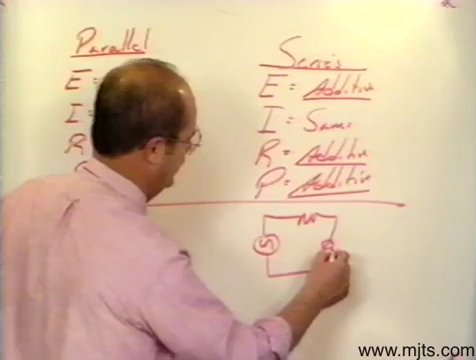 Parallel
E =
I =
R
Series
E = Additive
I = Same
R = Additive
P = Additive
www.mjts.com